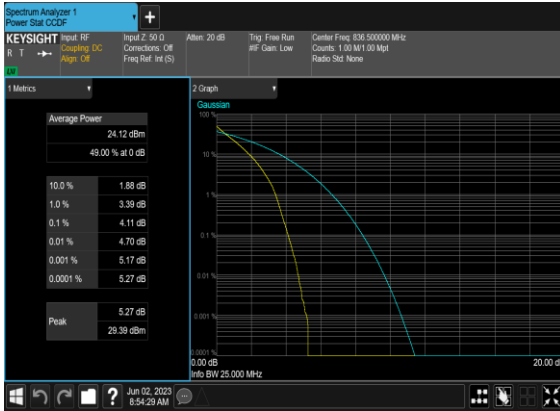 Spectrum Analyzer 1
Power Stat CCDF
KEYSIGHT
R T
Input: RF
Coupling: DC
Align: Off
Input Z: 50 Ω
Corrections: Off
Freq Ref: Int (S)
Atten: 20 dB
Trig: Free Run
#IF Gain: Low
Center Freq: 836.500000 MHz
Counts: 1.00 M/1.00 Mpt
Radio Std: None
1 Metrics
Average Power
24.12 dBm
49.00 % at 0 dB
10.0 % 1.88 dB
1.0 % 3.39 dB
0.1 % 4.11 dB
0.01 % 4.70 dB
0.001 % 5.17 dB
0.0001 % 5.27 dB
Peak
5.27 dB
29.39 dBm
2 Graph
Gaussian
100 %
10 %
1 %
0.1 %
0.01 %
0.001 %
0.0001 %
0.00 dB
20.00 d
Info BW 25.000 MHz
?
Jun 02, 2023
8:54:29 AM